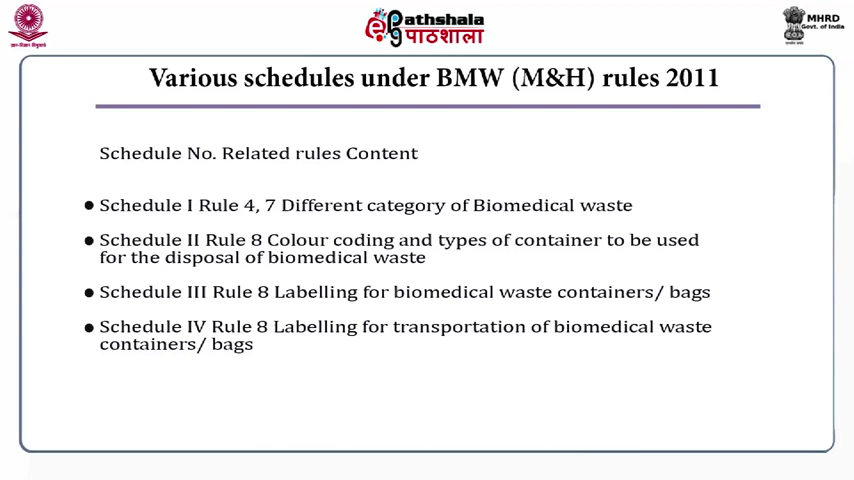 ePathshala
पाठशाला
MHRD
Govt. of India
Various schedules under BMW (M&H) rules 2011
Schedule No. Related rules Content
● Schedule I Rule 4, 7 Different category of Biomedical waste
● Schedule II Rule 8 Colour coding and types of container to be used
for the disposal of biomedical waste
● Schedule III Rule 8 Labelling for biomedical waste containers/ bags
● Schedule IV Rule 8 Labelling for transportation of biomedical waste
containers/ bags